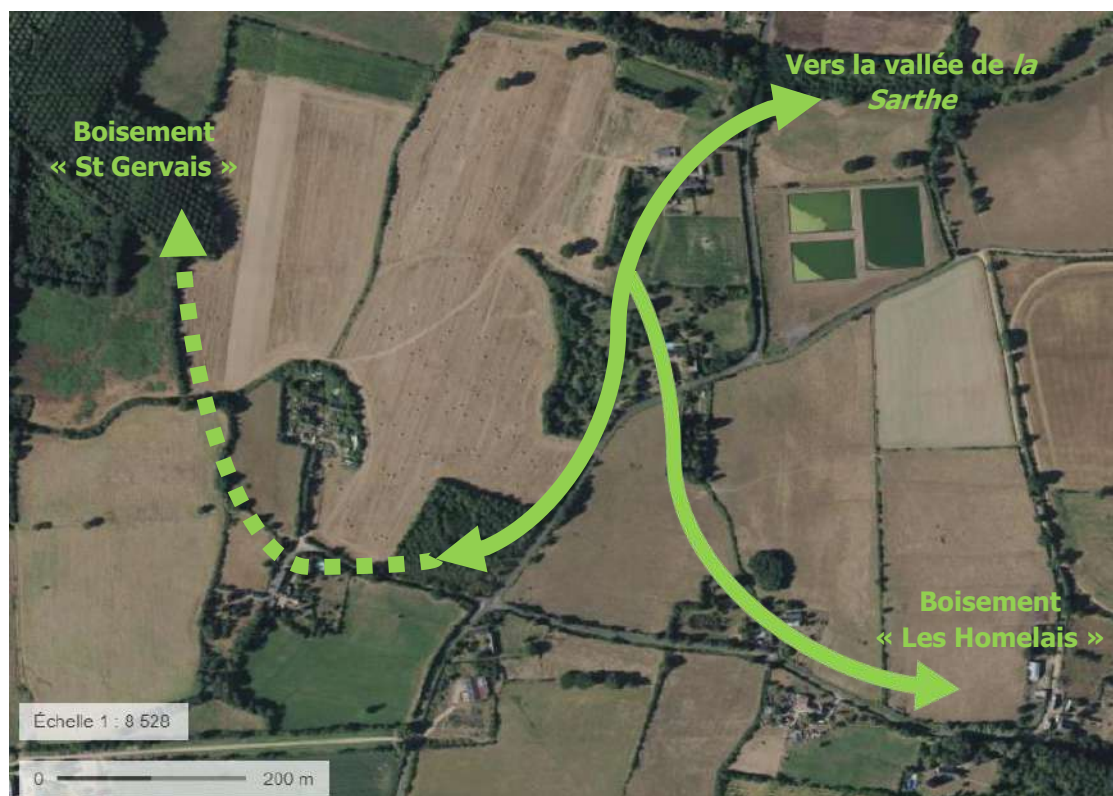 Vers la vallée de la
Sarthe
Boisement
« St Gervais »
Boisement
« Les Homelais »
Échelle 1 : 8 528
0 200 m